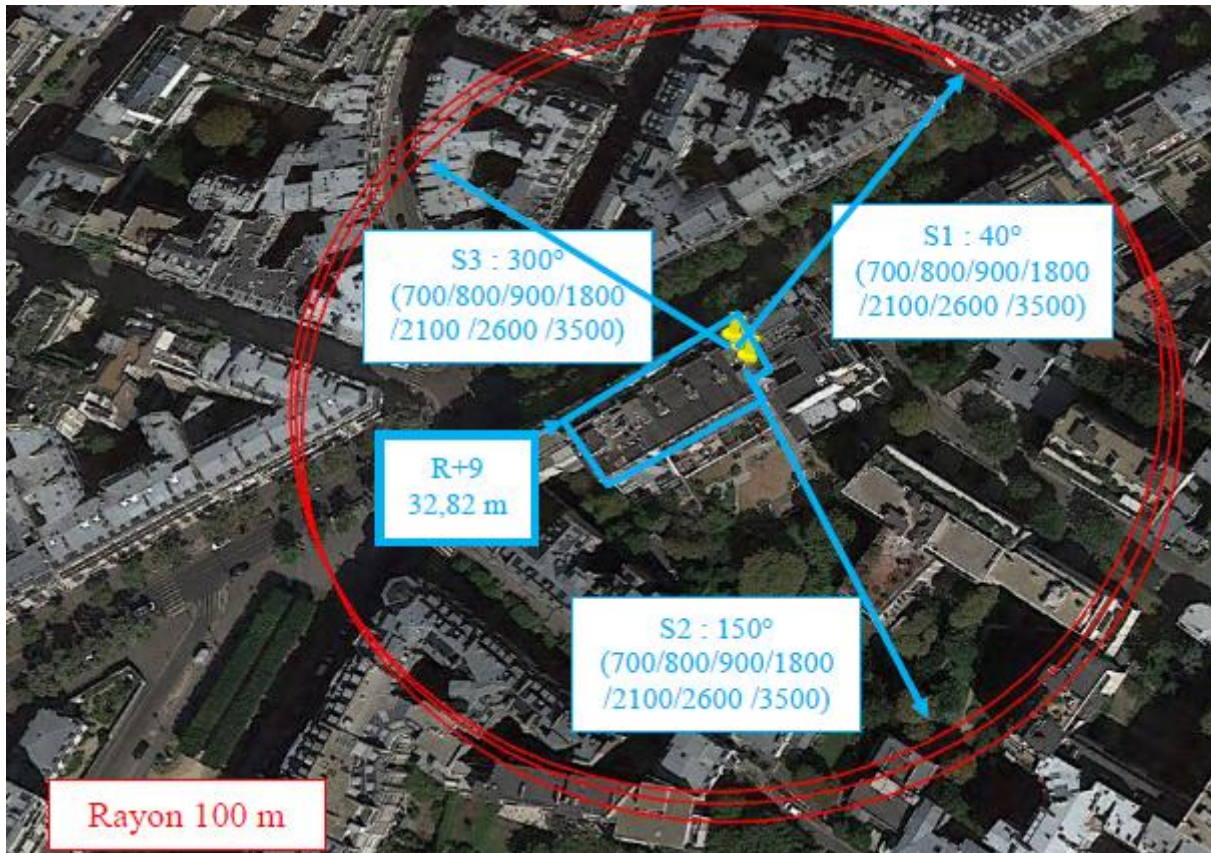 S3 : 300°
(700/800/900/1800
/2100 /2600 /3500)
S1 : 40°
(700/800/900/1800
/2100/2600 /3500)
R+9
32,82 m
S2 : 150°
(700/800/900/1800
/2100/2600 /3500)
Rayon 100 m